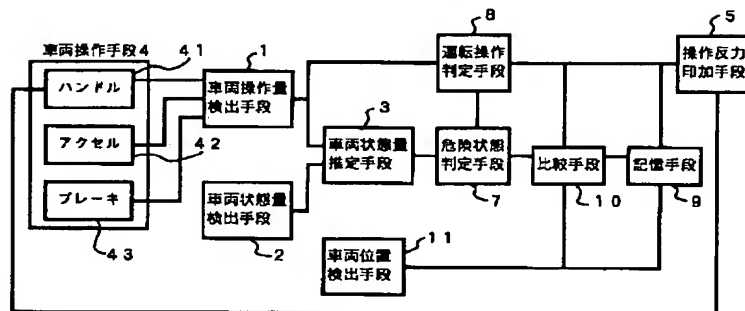 車両操作手段4
41
ハンドル
アクセル
42
ブレーキ
43
1
車両操作量
検出手段
車両状態量
検出手段
2
3
車両状態量
推定手段
8
運転操作
判定手段
危険状態
判定手段
7
比較手段
10
記憶手段
9
5
操作反力
印加手段
11
車両位置
検出手段